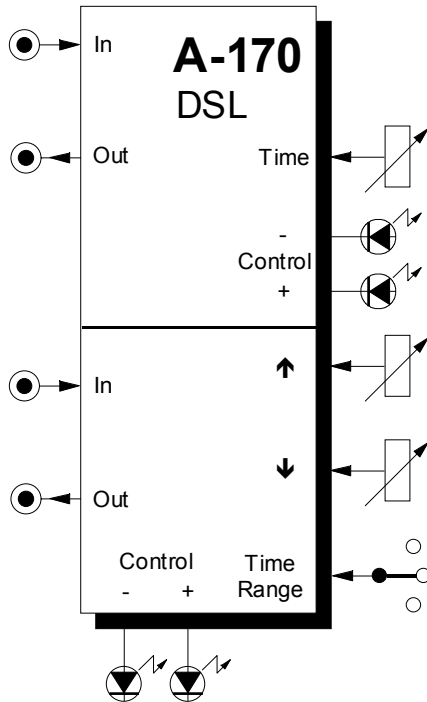 A-170
DSL
In
Out
Time
-
Control
+
In
↑
↓
Out
Control
- +
Time
Range